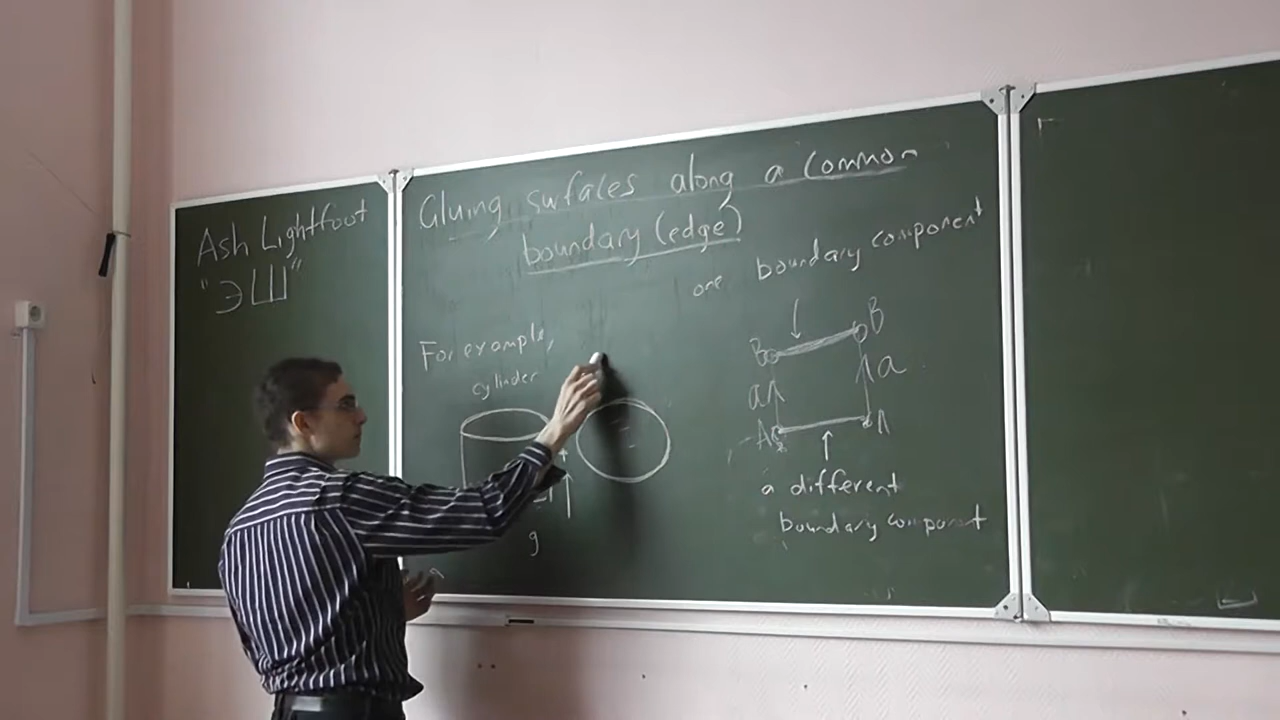 Ash Lightfoot
"ЭШ"
Gluing surfaces along a common
boundary (edge)
For example,
cylinder
g
one boundary component
B B
a a
A A
a different
boundary component